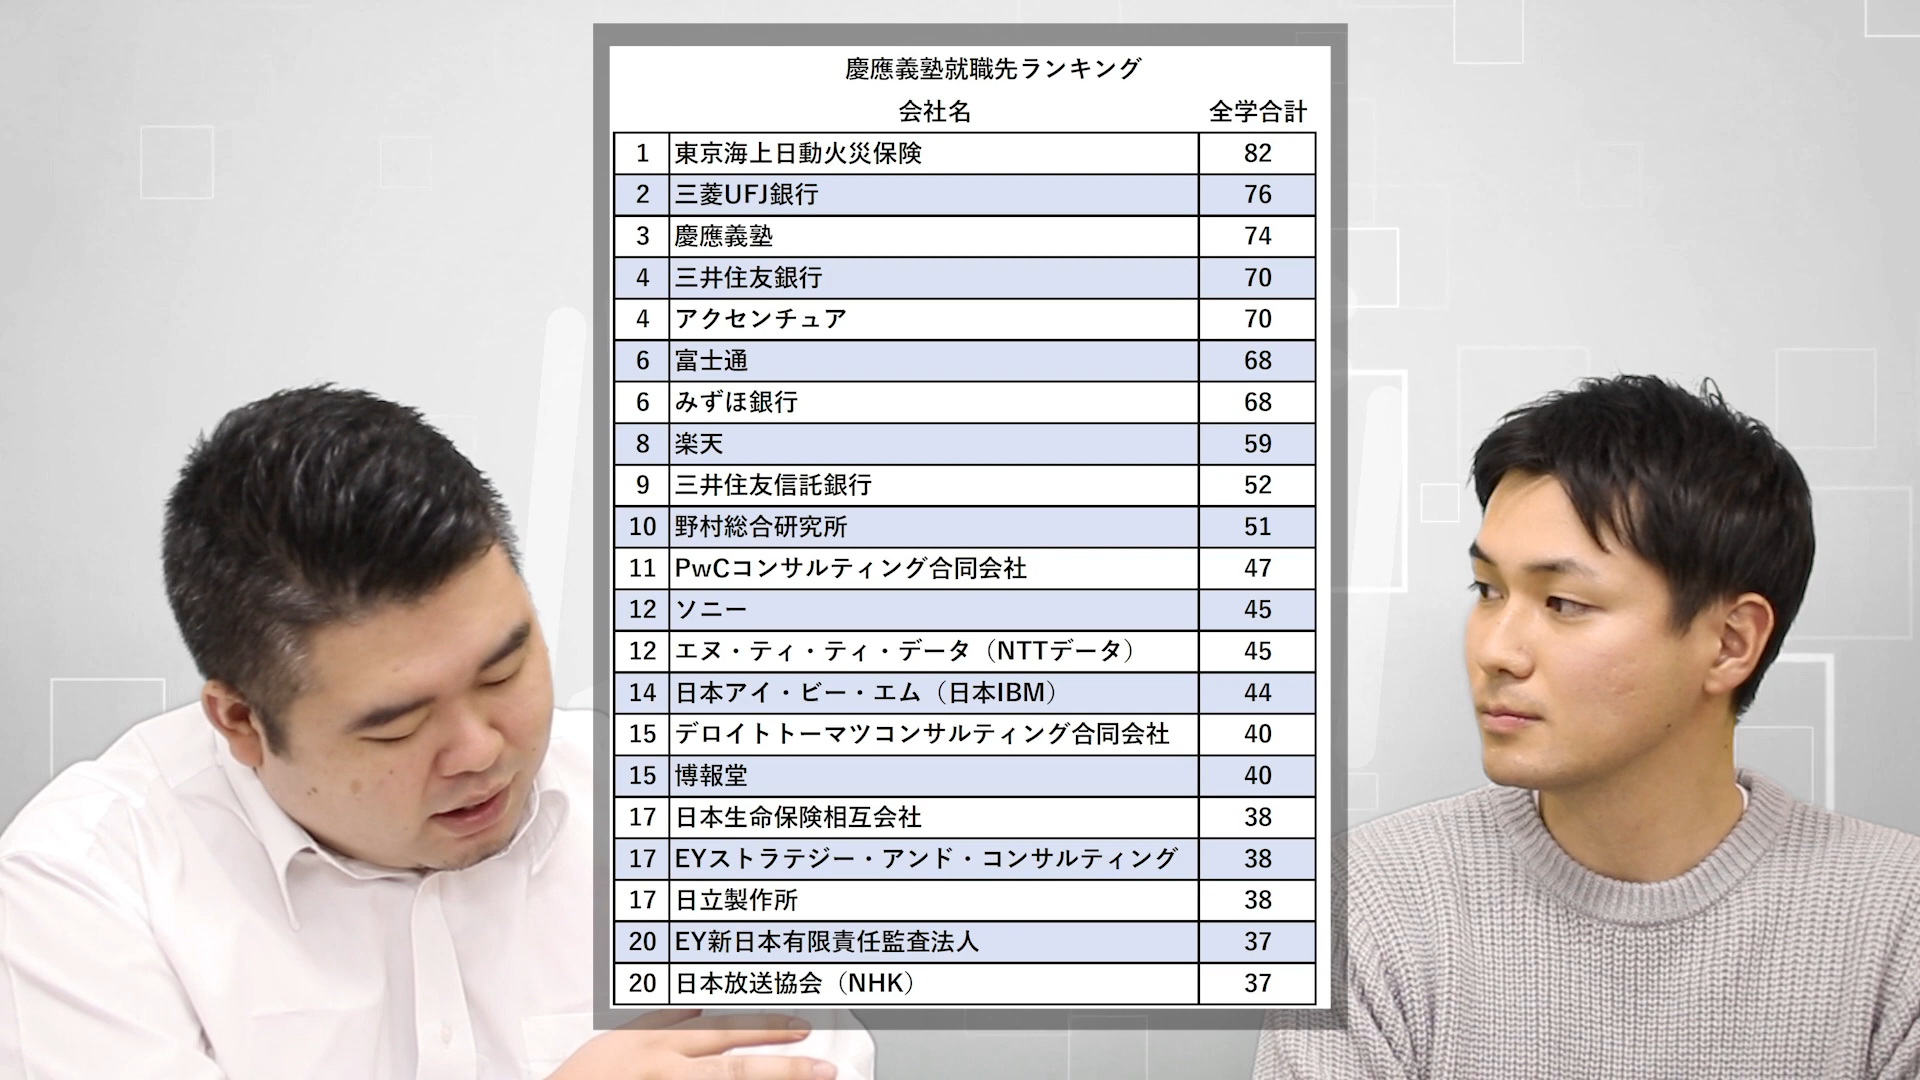 慶應義塾就職先ランキング
会社名 全学合計
1 東京海上日動火災保険 82
2 三菱UFJ銀行 76
3 慶應義塾 74
4 三井住友銀行 70
4 アクセンチュア 70
6 富士通 68
6 みずほ銀行 68
8 楽天 59
9 三井住友信託銀行 52
10 野村総合研究所 51
11 PwCコンサルティング合同会社 47
12 ソニー 45
12 エヌ・ティ・ティ・データ（NTTデータ） 45
14 日本アイ・ビー・エム（日本IBM） 44
15 デロイトトーマツコンサルティング合同会社 40
15 博報堂 40
17 日本生命保険相互会社 38
17 EYストラテジー・アンド・コンサルティング 38
17 日立製作所 38
20 EY新日本有限責任監査法人 37
20 日本放送協会（NHK） 37